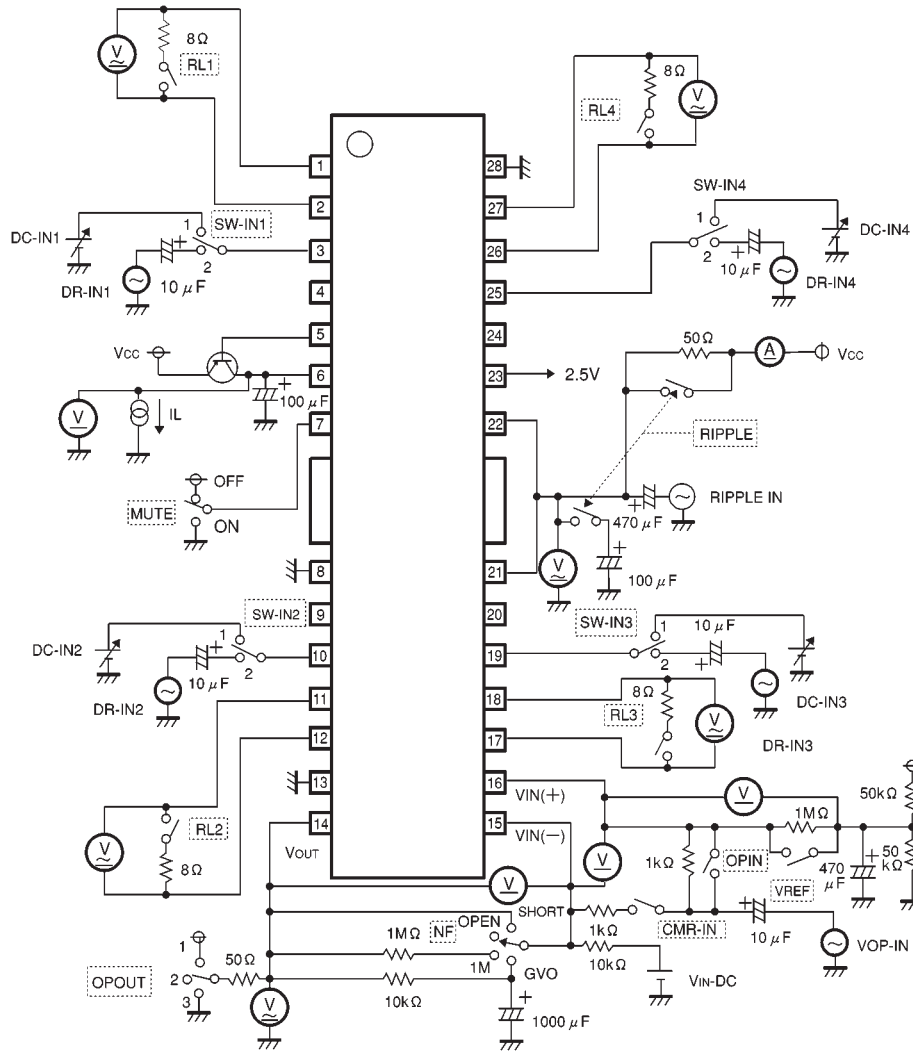 8Ω
RL1
V
8Ω
RL4
V
1
2
3
4
5
6
7
8
9
10
11
12
13
14
28
27
26
25
24
23
22
21
20
19
18
17
16
15
SW-IN1
1
2
DC-IN1
DR-IN1
+
10 μF
SW-IN4
1
2
DC-IN4
+
10 μF
DR-IN4
VCC
+
100 μF
V
IL
2.5V
50Ω
A
VCC
RIPPLE
RIPPLE IN
+
470 μF
+
100 μF
V
OFF
MUTE
ON
SW-IN2
1
2
DC-IN2
+
10 μF
DR-IN2
SW-IN3
1
2
10 μF
+
DC-IN3
DR-IN3
8Ω
RL3
V
V
RL2
8Ω
VOUT
VIN(+)
VIN(−)
V
V
V
1MΩ
50kΩ
50
kΩ
1kΩ
OPIN
VREF
470
μF
+
SHORT
1kΩ
CMR-IN
+
10 μF
VOP-IN
NF
OPEN
1M
GVO
1MΩ
10kΩ
10kΩ
VIN-DC
+
1000 μF
OPOUT
1
2
3
50Ω
V